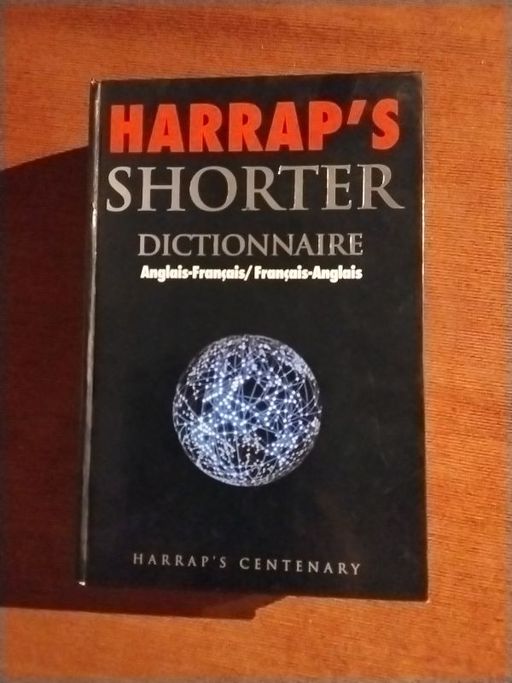 HARRAP'S
SHORTER
DICTIONNAIRE
Anglais-Français/Français-Anglais
HARRAP'S CENTENARY